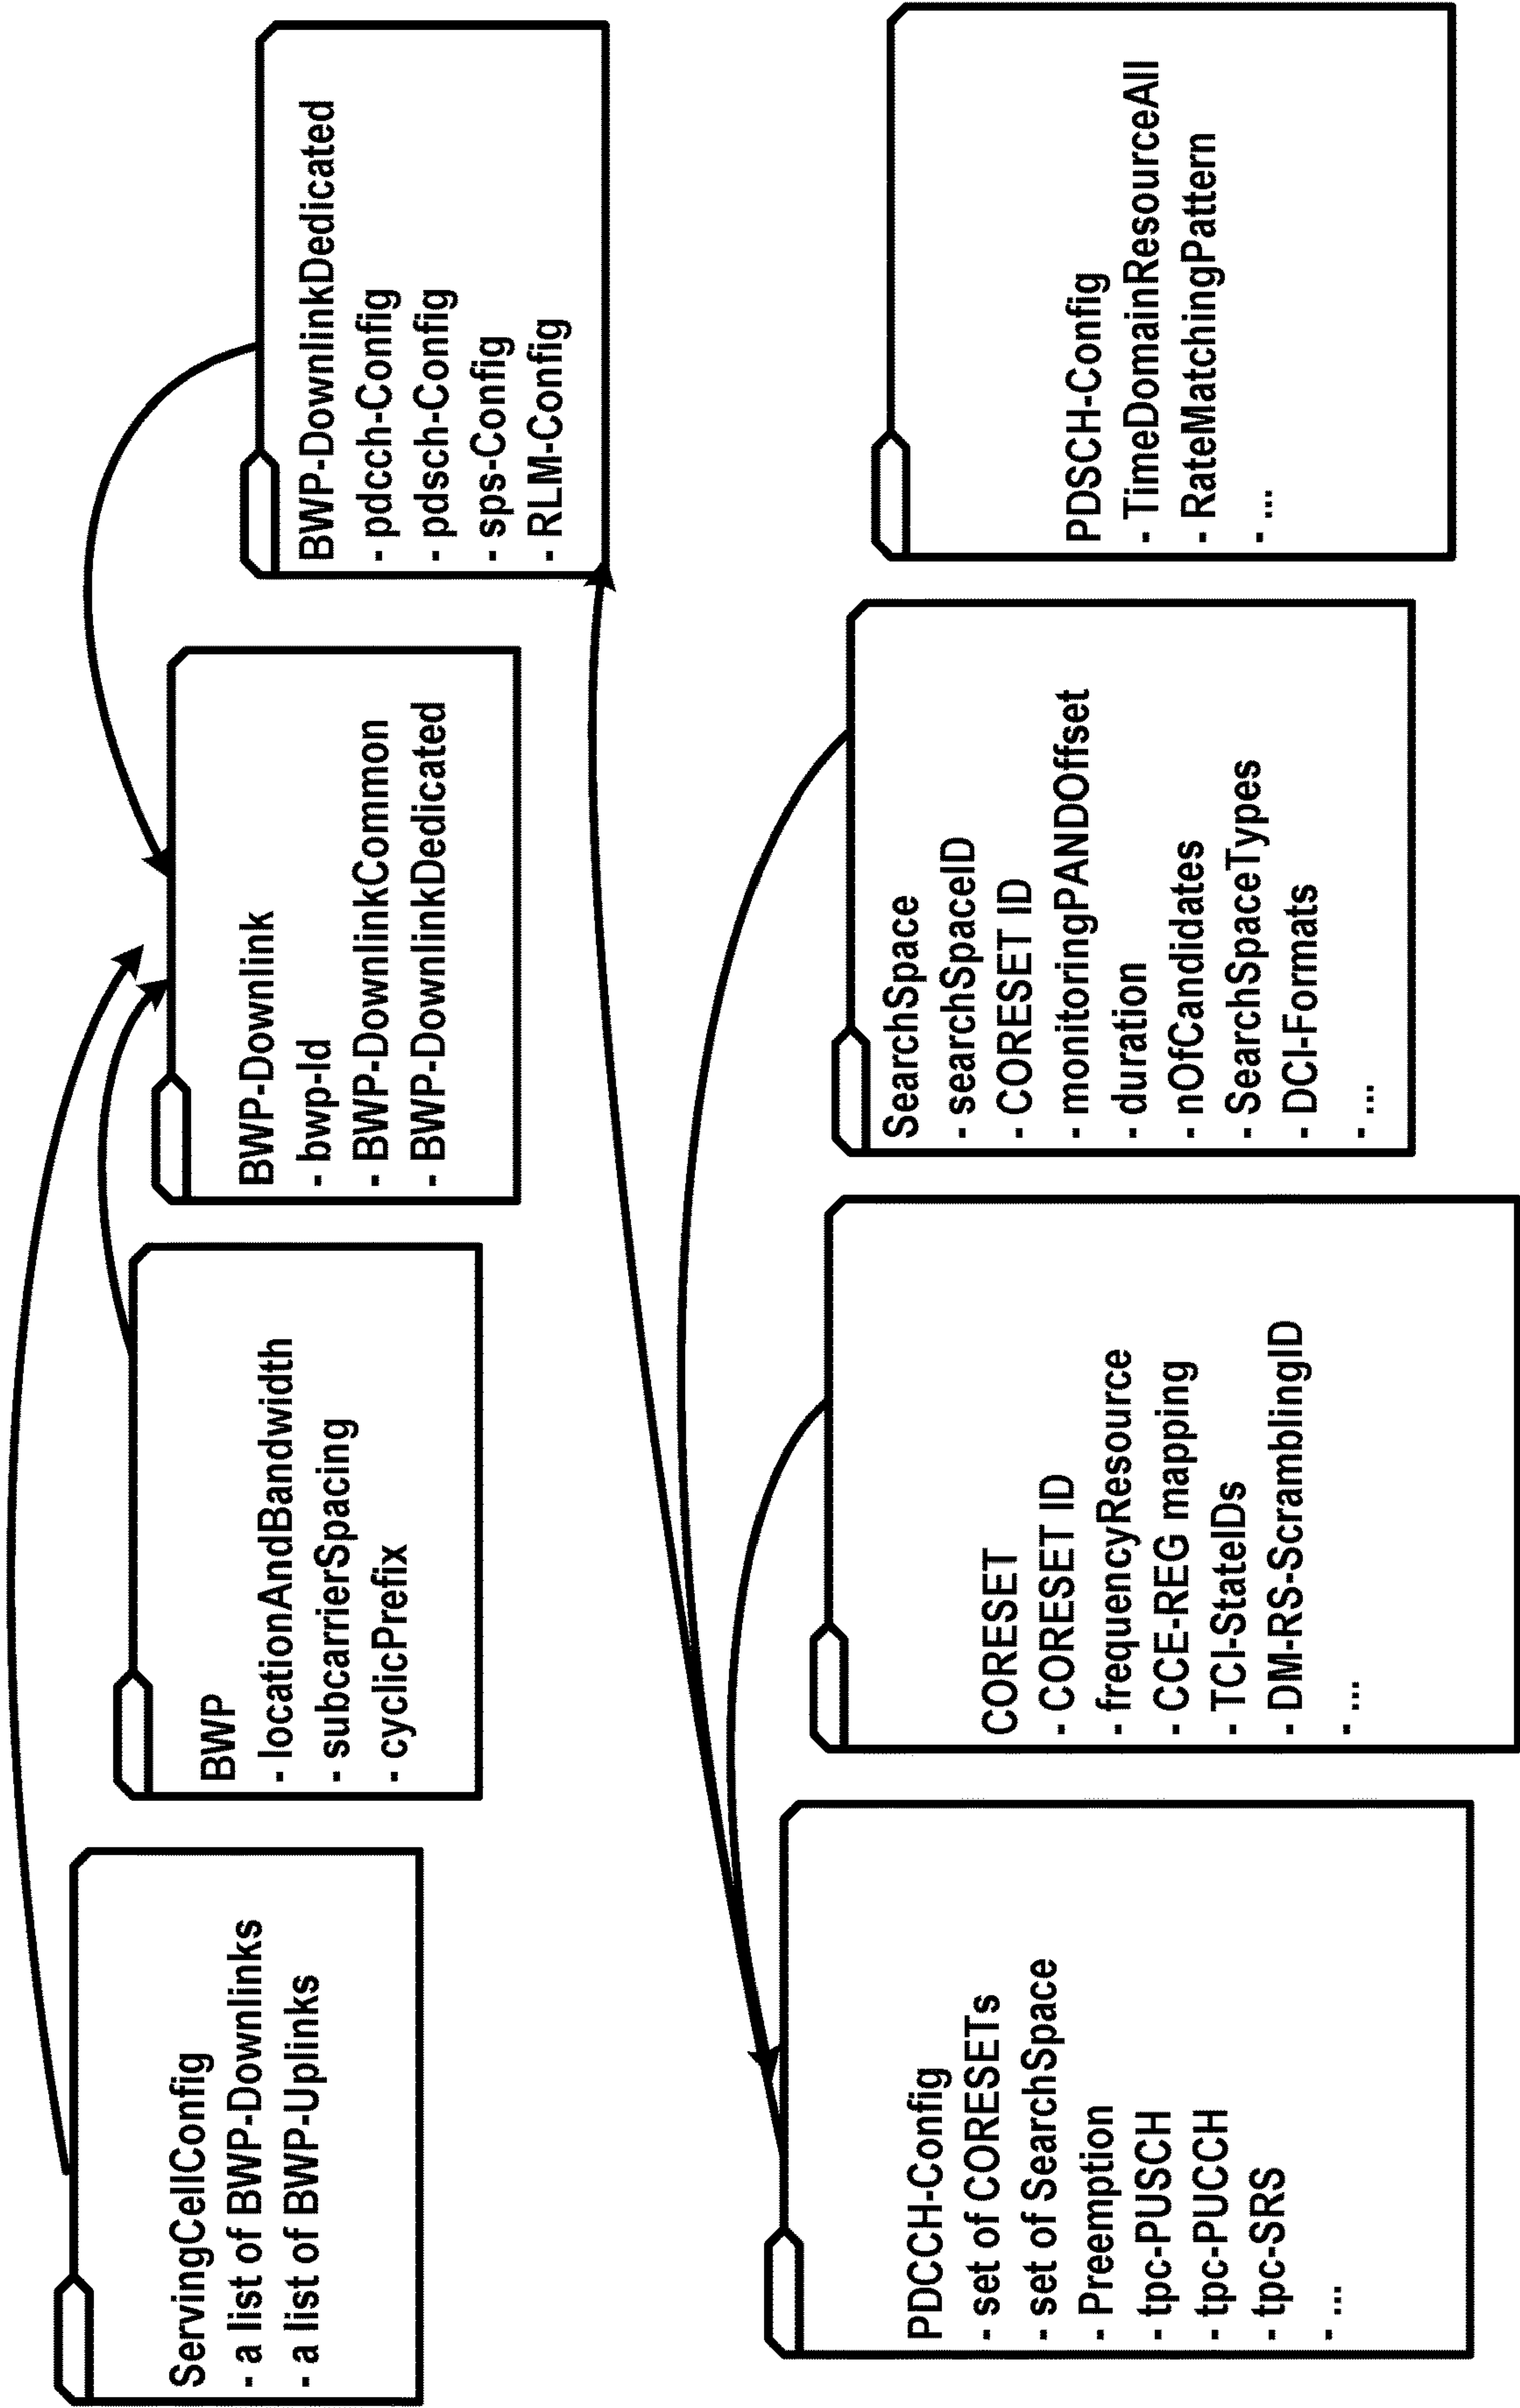 ServingCellConfig
- a list of BWP-Downlinks
- a list of BWP-Uplinks
BWP
- locationAndBandwidth
- subcarrierSpacing
- cyclicPrefix
BWP-Downlink
- bwp-Id
- BWP-DownlinkCommon
- BWP-DownlinkDedicated
BWP-DownlinkDedicated
- pdcch-Config
- pdsch-Config
- sps-Config
- RLM-Config
PDCCH-Config
- set of CORESETs
- set of SearchSpace
- Preemption
- tpc-PUSCH
- tpc-PUCCH
- tpc-SRS
- ...
CORESET
- CORESET ID
- frequencyResource
- CCE-REG mapping
- TCI-StateIDs
- DM-RS-ScramblingID
- ...
SearchSpace
- searchSpaceID
- CORESET ID
- monitoringPANDOffset
- duration
- nOfCandidates
- SearchSpaceTypes
- DCI-Formats
- ...
PDSCH-Config
- TimeDomainResourceAll
- RateMatchingPattern
- ...